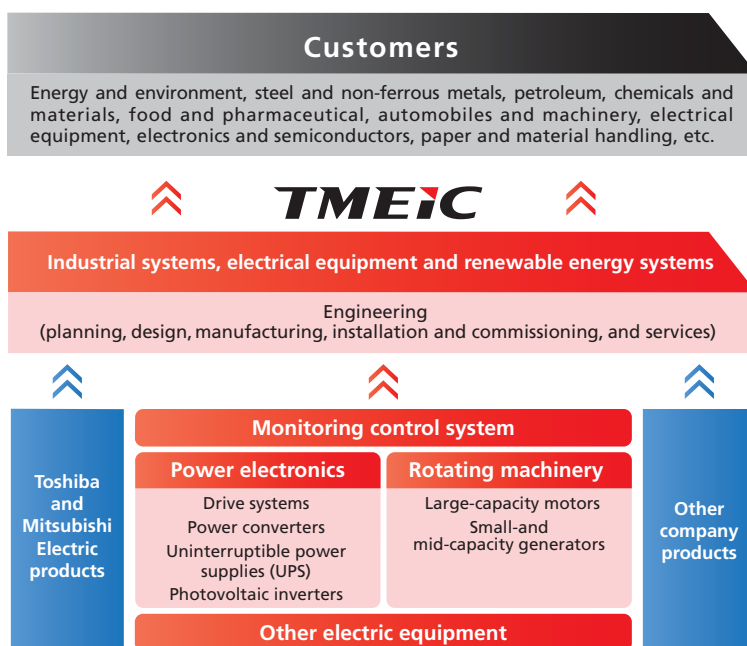 Customers
Energy and environment, steel and non-ferrous metals, petroleum, chemicals and
materials, food and pharmaceutical, automobiles and machinery, electrical
equipment, electronics and semiconductors, paper and material handling, etc.
TMEiC
Industrial systems, electrical equipment and renewable energy systems
Engineering
(planning, design, manufacturing, installation and commissioning, and services)
Toshiba
and
Mitsubishi
Electric
products
Monitoring control system
Power electronics
Drive systems
Power converters
Uninterruptible power
supplies (UPS)
Photovoltaic inverters
Rotating machinery
Large-capacity motors
Small-and
mid-capacity generators
Other electric equipment
Other
company
products